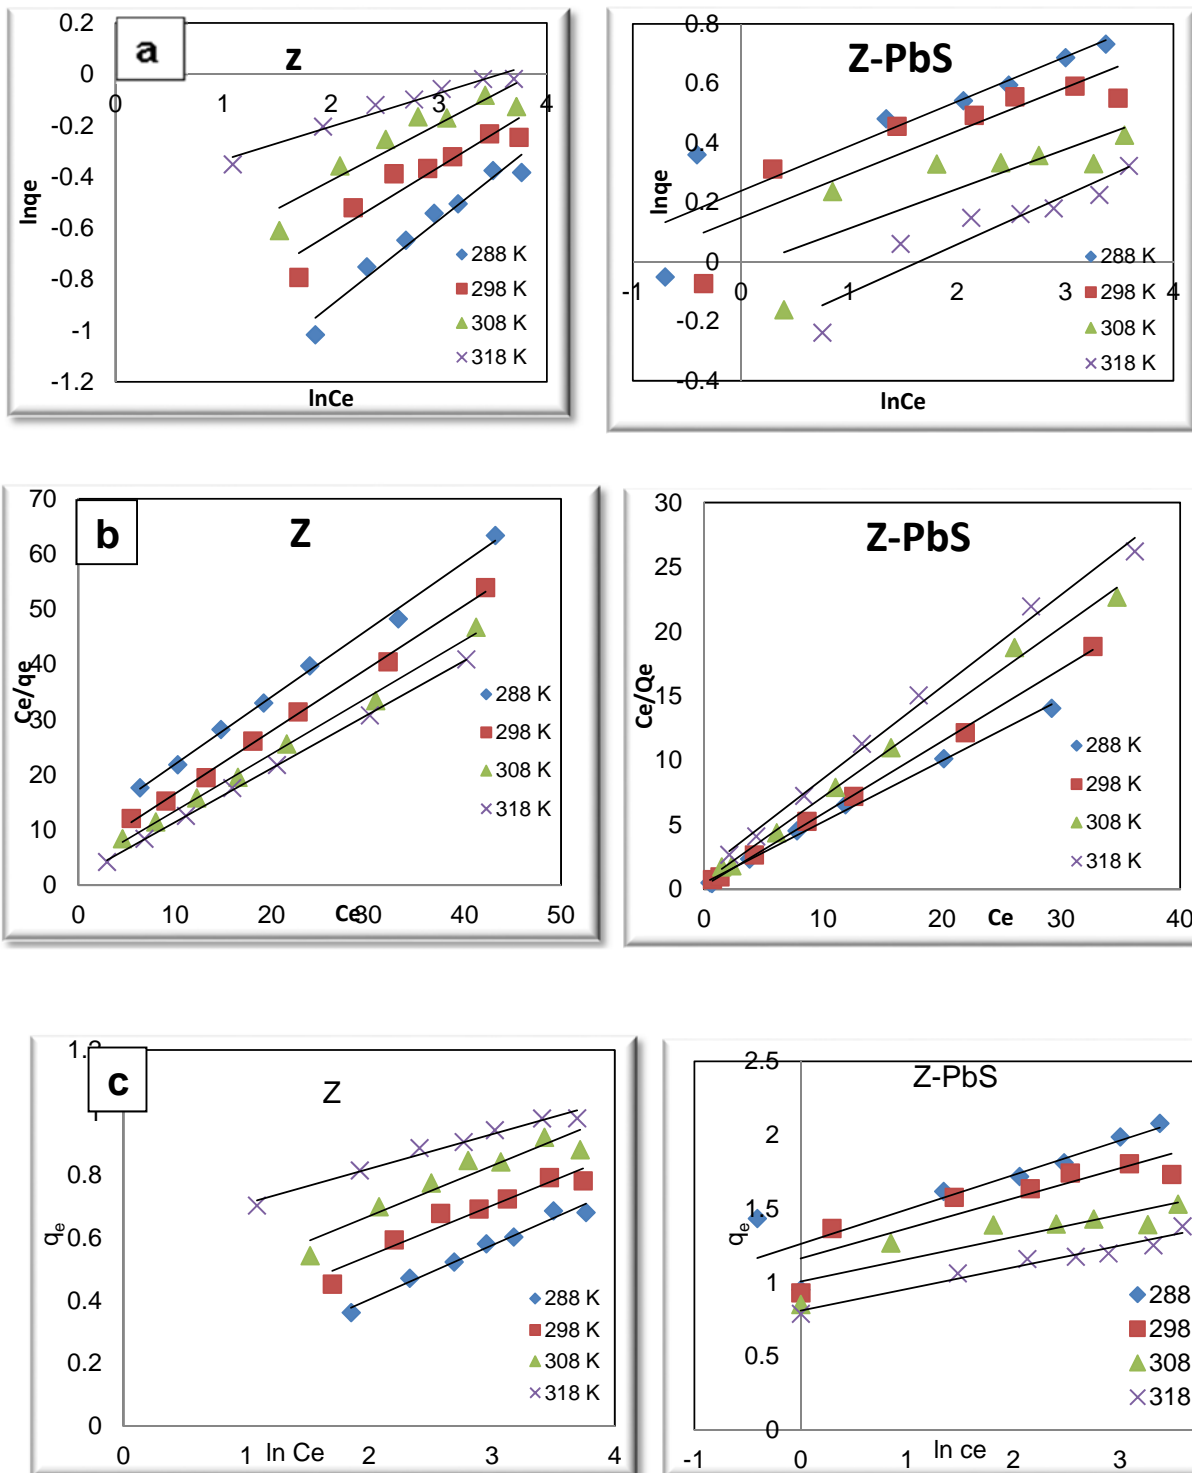 a
z
0.2
0
-0.2
-0.4
-0.6
-0.8
-1
-1.2
0 1 2 3 4
lnqe
lnCe
288 K
298 K
308 K
318 K
Z-PbS
0.8
0.6
0.4
0.2
0
-0.2
-0.4
-1 0 1 2 3 4
lnqe
lnCe
288 K
298 K
308 K
318 K
b
Z
70
60
50
40
30
20
10
0
0 10 20 30 40 50
Ce/qe
Ce
288 K
298 K
308 K
318 K
Z-PbS
30
25
20
15
10
5
0
0 10 20 30 40
Ce/Qe
Ce
288 K
298 K
308 K
318 K
c
Z
0.8
0.6
0.4
0.2
0
0 1 2 3 4
qe
ln Ce
288 K
298 K
308 K
318 K
Z-PbS
2.5
2
1.5
1
0.5
0
-1 0 1 2 3
qe
ln ce
288
298
308
318